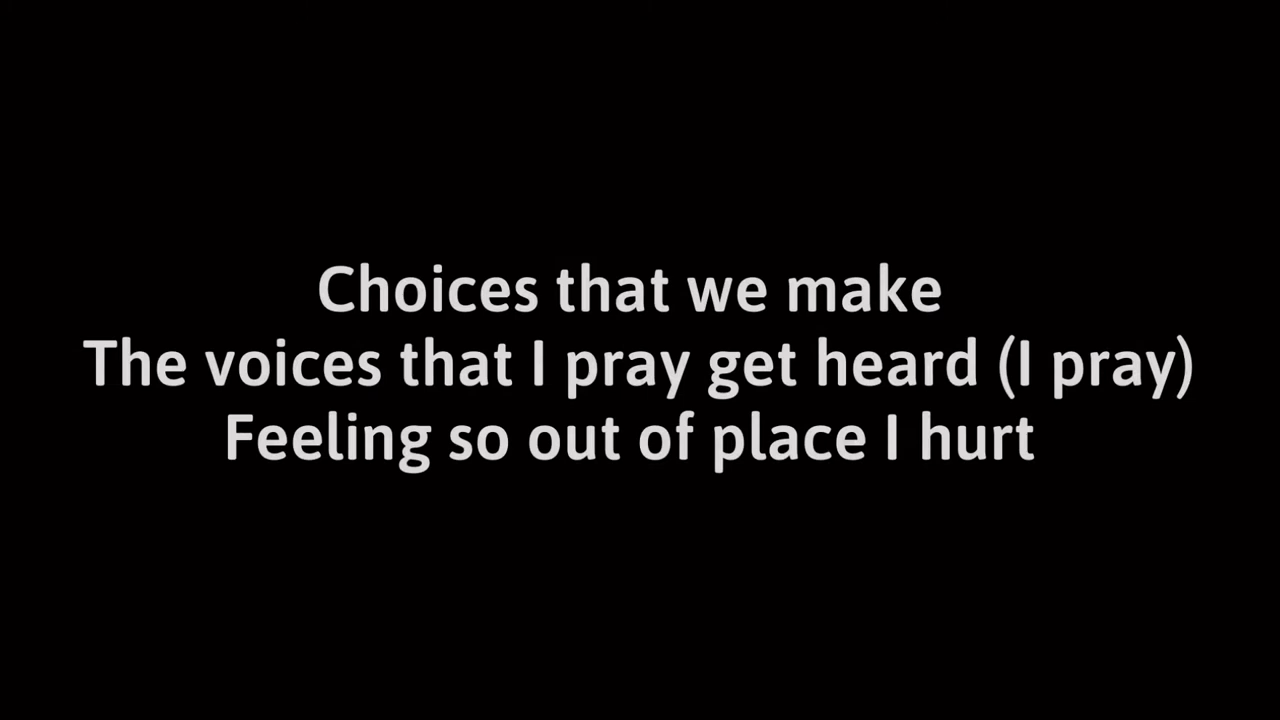 Choices that we make
The voices that I pray get heard (I pray)
Feeling so out of place I hurt